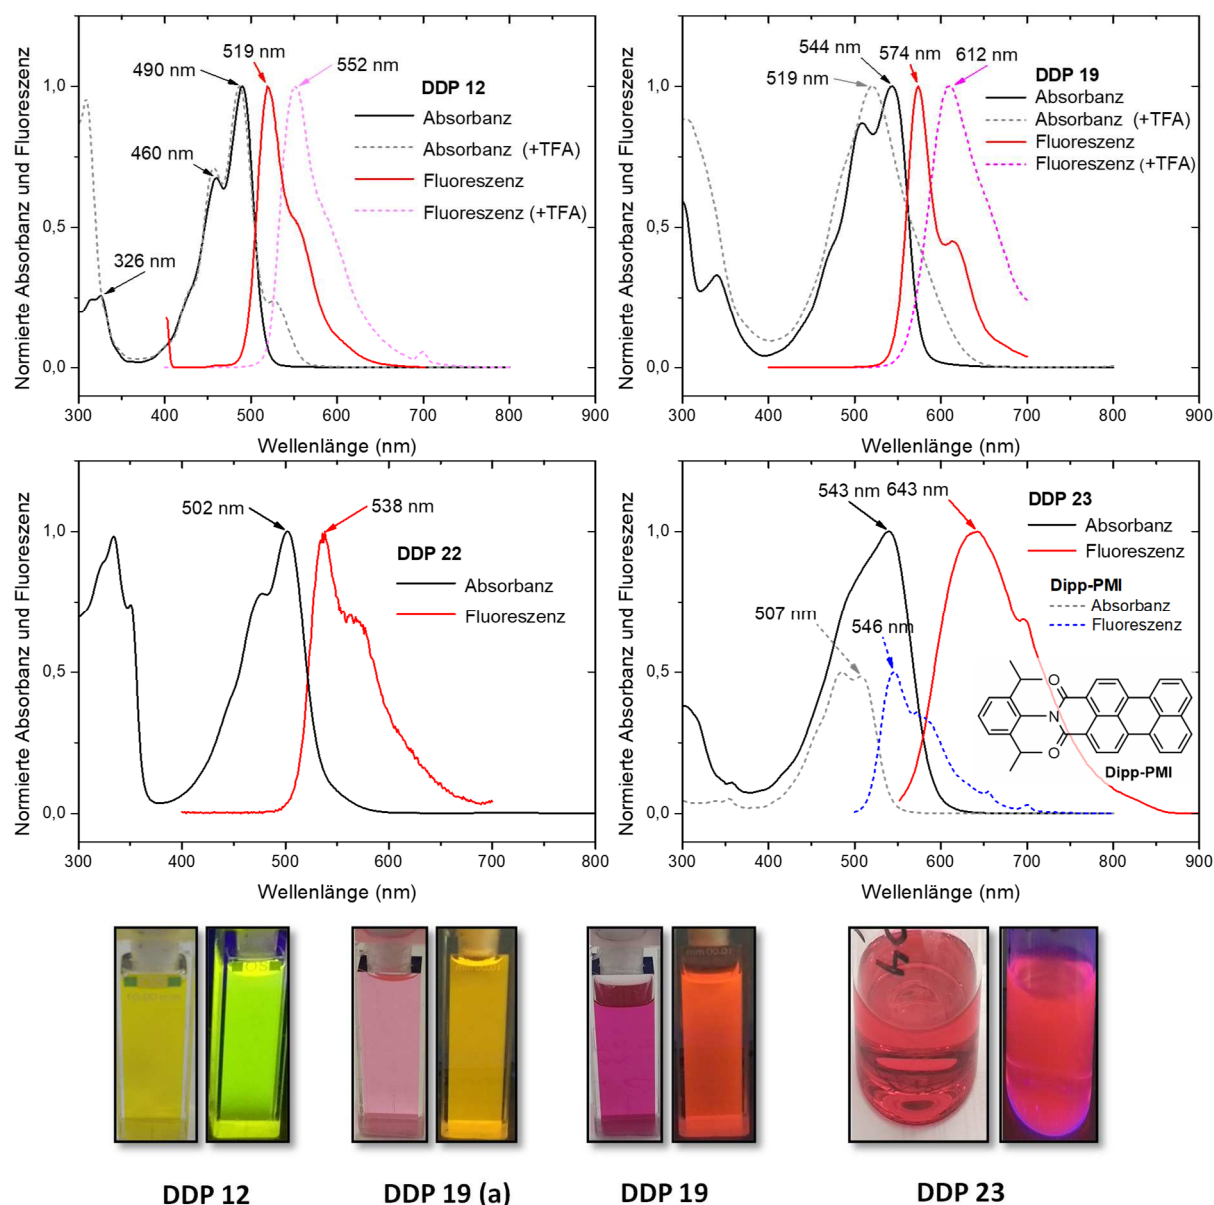 519 nm
490 nm
552 nm
460 nm
326 nm
DDP 12
Absorbanz
Absorbanz (+TFA)
Fluoreszenz
Fluoreszenz (+TFA)
Normierte Absorbanz und Fluoreszenz
1,0
0,5
0,0
300 400 500 600 700 800 900
Wellenlänge (nm)
544 nm
574 nm
612 nm
519 nm
DDP 19
Absorbanz
Absorbanz (+TFA)
Fluoreszenz
Fluoreszenz (+TFA)
Normierte Absorbanz und Fluoreszenz
1,0
0,5
0,0
300 400 500 600 700 800 900
Wellenlänge (nm)
502 nm
538 nm
DDP 22
Absorbanz
Fluoreszenz
Normierte Absorbanz und Fluoreszenz
1,0
0,5
0,0
300 400 500 600 700 800
Wellenlänge (nm)
543 nm
643 nm
DDP 23
Absorbanz
Fluoreszenz
Dipp-PMI
Absorbanz
Fluoreszenz
507 nm
546 nm
O
N
O
Dipp-PMI
Normierte Absorbanz und Fluoreszenz
1,0
0,5
0,0
300 400 500 600 700 800 900
Wellenlänge (nm)
DDP 12
DDP 19 (a)
DDP 19
DDP 23